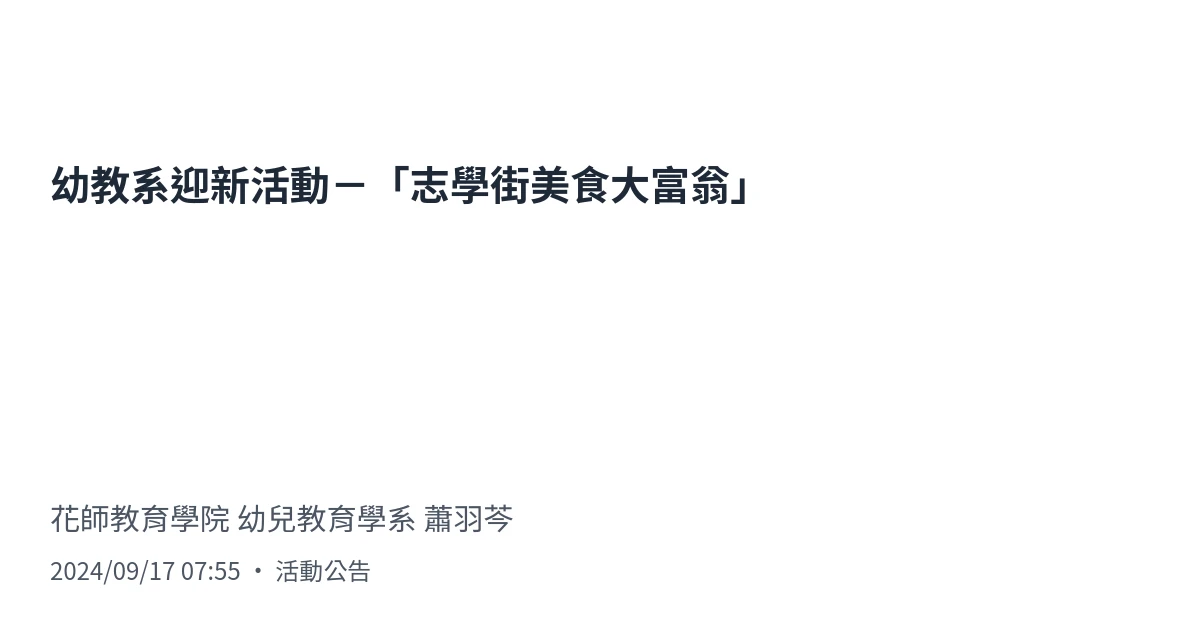 幼教系迎新活動－「志學街美食大富翁」
花師教育學院 幼兒教育學系 蕭羽芩
2024/09/17 07:55 • 活動公告